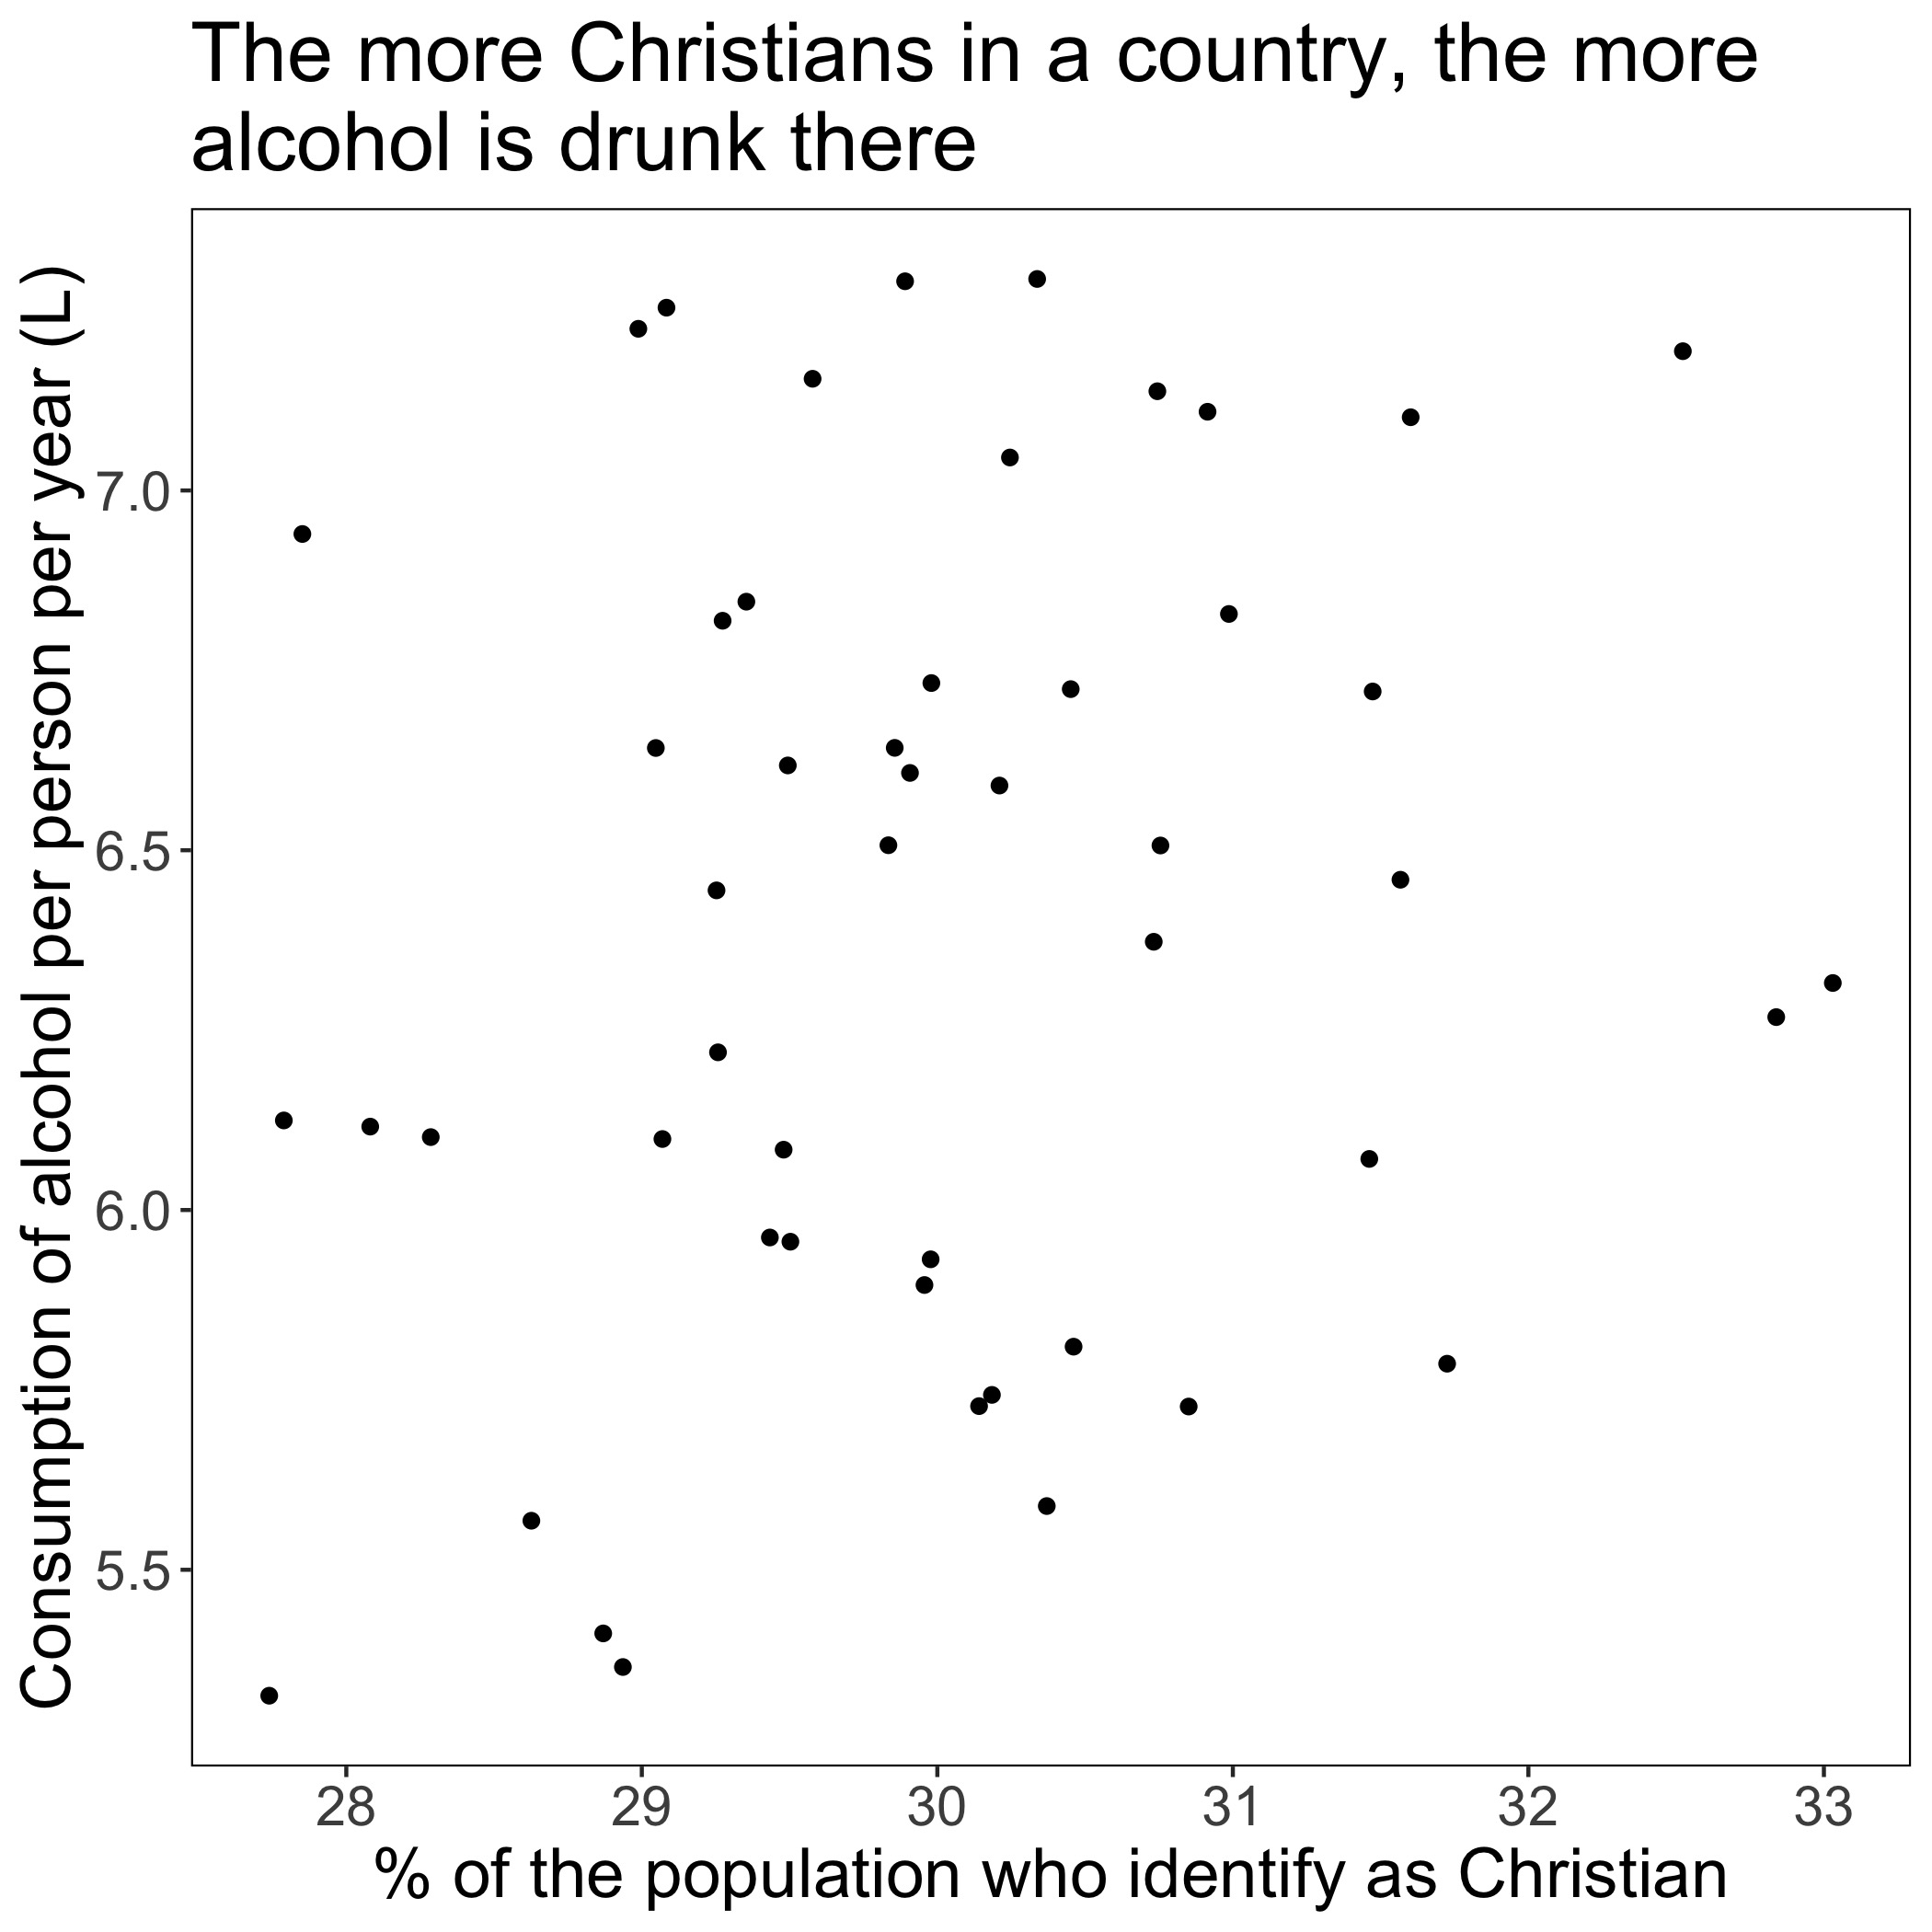 The more Christians in a country, the more
alcohol is drunk there
Consumption of alcohol per person per year (L)
7.0
6.5
6.0
5.5
28 29 30 31 32 33
% of the population who identify as Christian